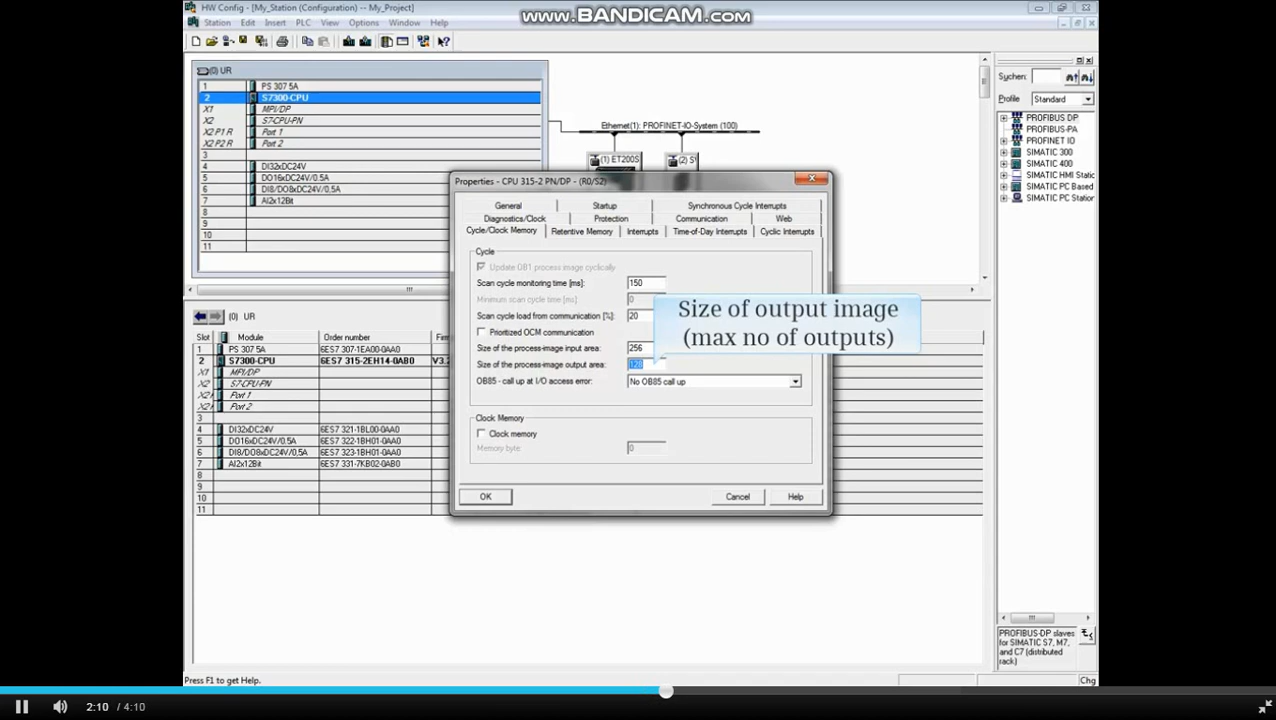 HW Config - [My_Station (Configuration) -- My_Project]
www.BANDICAM.com
Station Edit Insert PLC View Options Window Help
(0) UR
1 PS 307 5A
2 S7300-CPU
X1 MPI/DP
X2 S7-CPU-PN
X2 P1 R Port 1
X2 P2 R Port 2
3
4 DI32xDC24V
5 DO16xDC24V/0,5A
6 DI8/DO8xDC24V/0,5A
7 AI2x12Bit
8
9
10
11
Ethernet(1): PROFINET-IO-System (100)
(1) ET200S
(2) SV
Suchen:
Profile Standard
PROFIBUS DP
PROFIBUS-PA
PROFINET IO
SIMATIC 300
SIMATIC 400
SIMATIC HMI Static
SIMATIC PC Based
SIMATIC PC Station
Properties - CPU 315-2 PN/DP - (R0/S2)
General Startup Synchronous Cycle Interrupts
Diagnostics/Clock Protection Communication Web
Cycle/Clock Memory Retentive Memory Interrupts Time-of-Day Interrupts Cyclic Interrupts
Cycle
Update OB1 process image cyclically
Scan cycle monitoring time [ms]: 150
Minimum scan cycle time [ms]: 0
Scan cycle load from communication [%]: 20
Prioritized OCM communication
Size of the process-image input area: 256
Size of the process-image output area: 128
OB85 - call up at I/O access error: No OB85 call up
Clock Memory
Clock memory
Memory byte: 0
OK Cancel Help
Size of output image
(max no of outputs)
(0) UR
Slot Module Order number Fir
1 PS 307 5A 6ES7 307-1EA00-0AA0
2 S7300-CPU 6ES7 315-2EH14-0AB0 V3.
X1 MPI/DP
X2 S7-CPU-PN
X2 Port 1
X2 Port 2
3
4 DI32xDC24V 6ES7 321-1BL00-0AA0
5 DO16xDC24V/0,5A 6ES7 322-1BH01-0AA0
6 DI8/DO8xDC24V/0,5A 6ES7 323-1BH01-0AA0
7 AI2x12Bit 6ES7 331-7KB02-0AB0
8
9
10
11
PROFIBUS-DP slaves
for SIMATIC S7, M7,
and C7 (distributed
rack)
Press F1 to get Help.
Chg
2:10 / 4:10